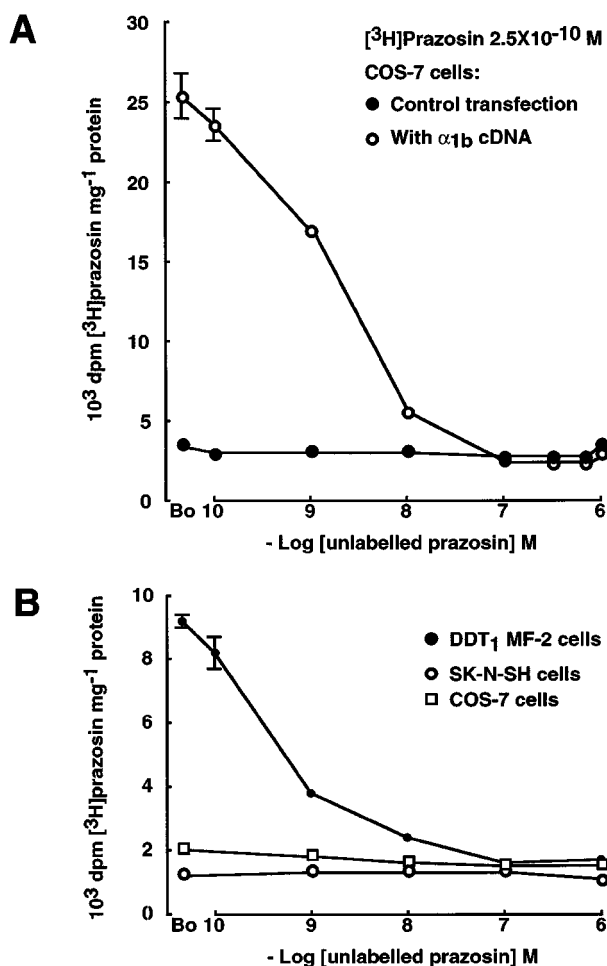 A
[³H]Prazosin 2.5X10⁻¹⁰ M
COS-7 cells:
Control transfection
With α1b cDNA
10³ dpm [³H]prazosin mg⁻¹ protein
30
25
20
15
10
5
0
Bo 10 9 8 7 6
- Log [unlabelled prazosin] M
B
DDT₁ MF-2 cells
SK-N-SH cells
COS-7 cells
10³ dpm [³H]prazosin mg⁻¹ protein
10
8
6
4
2
0
Bo 10 9 8 7 6
- Log [unlabelled prazosin] M